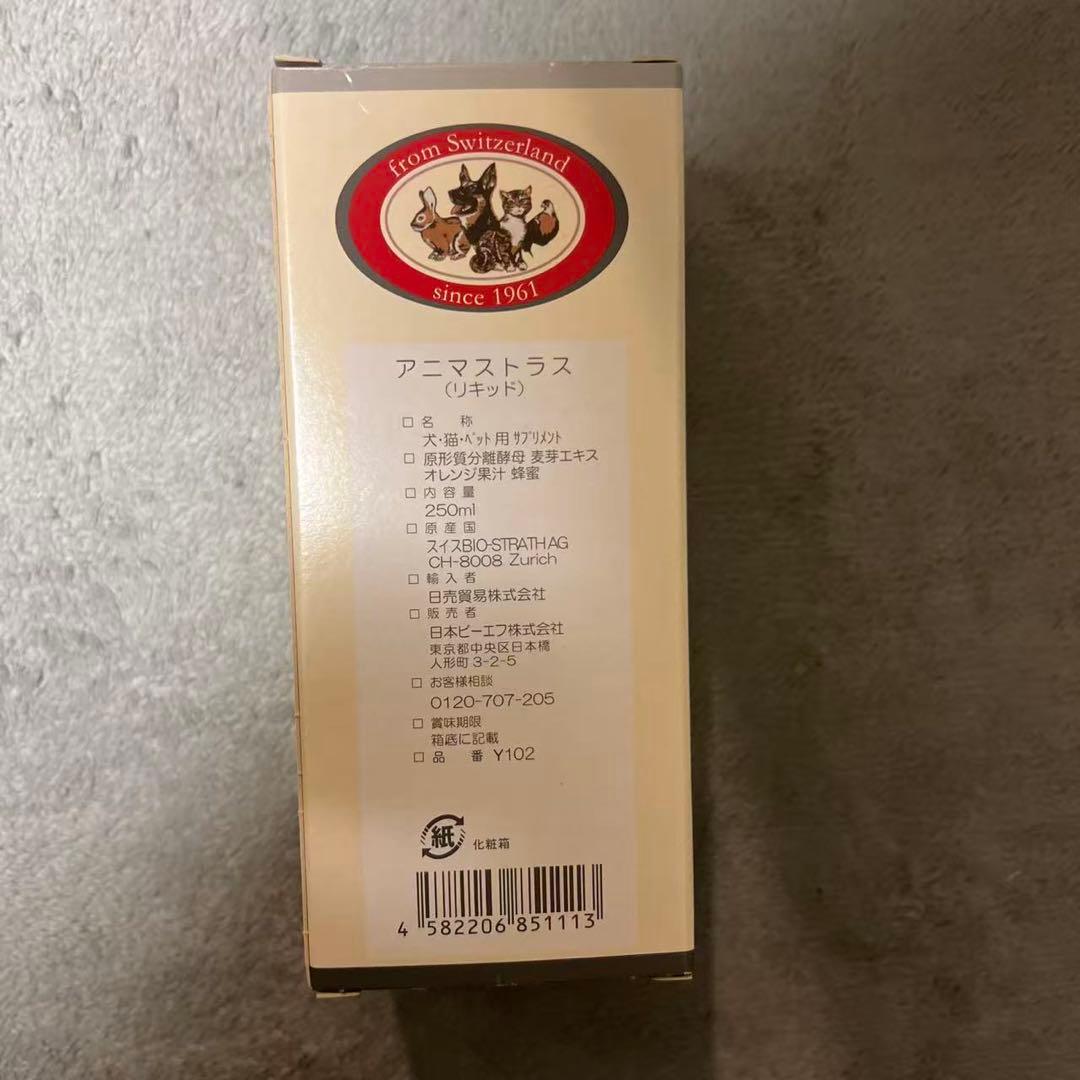 from Switzerland
since 1961
アニマストラス
(リキッド)
□ 名　称
犬・猫・ペット用 サプリメント
□ 原形質分離酵母 麦芽エキス
オレンジ果汁 蜂蜜
□ 内容量
250ml
□ 原産国
スイスBIO-STRATH AG
CH-8008 Zurich
□ 輸入者
日売貿易株式会社
□ 販売者
日本ビーエフ株式会社
東京都中央区日本橋
人形町 3-2-5
□ お客様相談
0120-707-205
□ 賞味期限
箱底に記載
□ 品　番 Y102
紙 化粧箱
4 582206 851113